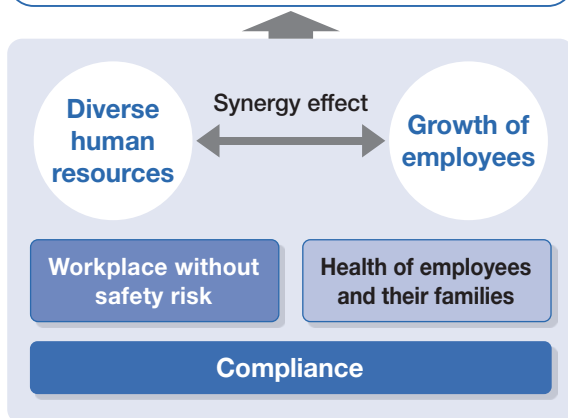 Synergy effect
Diverse
human
resources
Growth of
employees
Workplace without
safety risk
Health of employees
and their families
Compliance